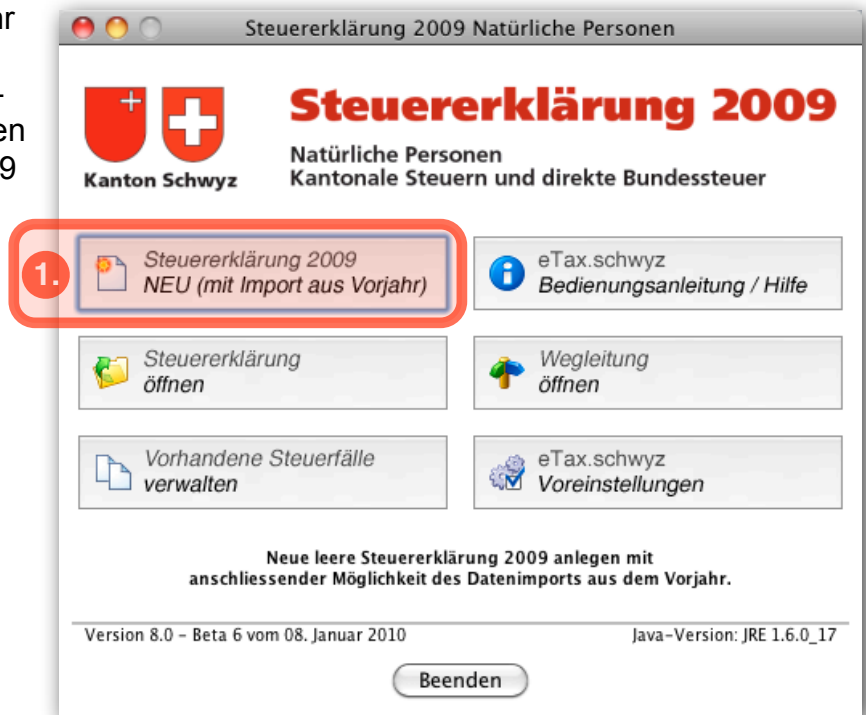 hr
-
en
9
Steuererklärung 2009 Natürliche Personen
Kanton Schwyz
Steuererklärung 2009
Natürliche Personen
Kantonale Steuern und direkte Bundessteuer
1.
Steuererklärung 2009
NEU (mit Import aus Vorjahr)
eTax.schwyz
Bedienungsanleitung / Hilfe
Steuererklärung
öffnen
Wegleitung
öffnen
Vorhandene Steuerfälle
verwalten
eTax.schwyz
Voreinstellungen
Neue leere Steuererklärung 2009 anlegen mit
anschliessender Möglichkeit des Datenimports aus dem Vorjahr.
Version 8.0 – Beta 6 vom 08. Januar 2010
Java-Version: JRE 1.6.0_17
Beenden